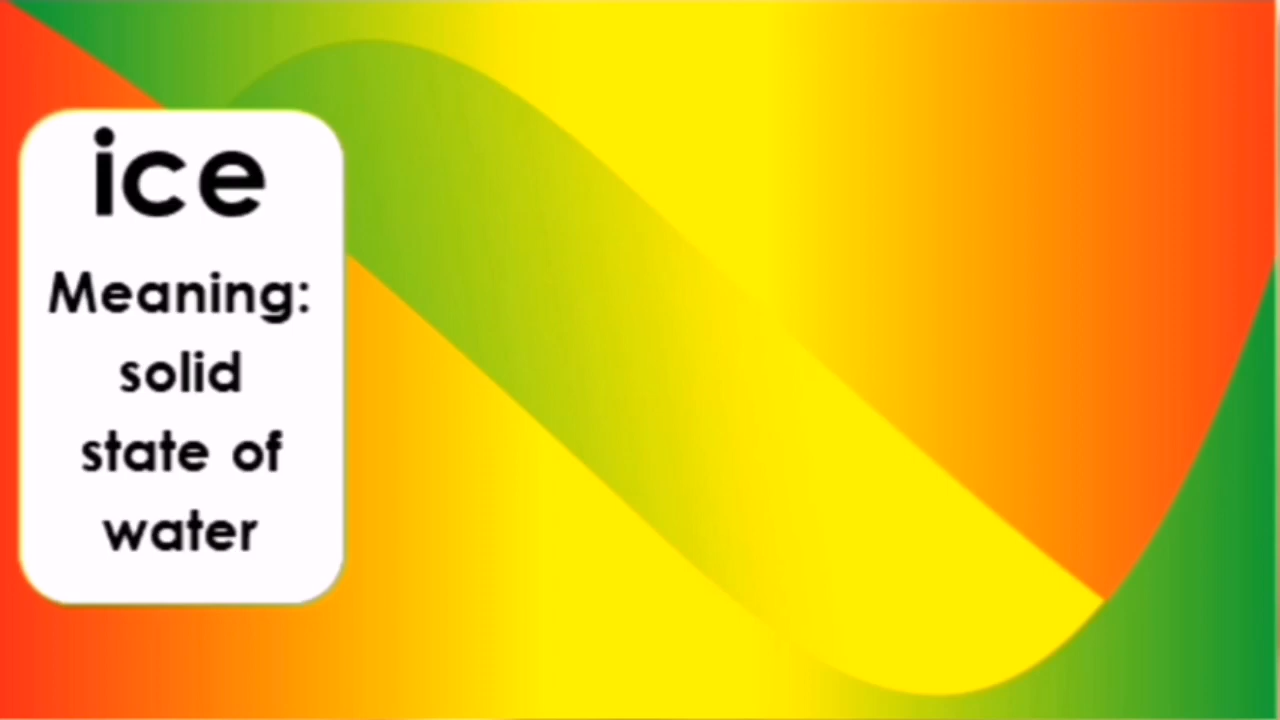 ice
Meaning:
solid
state of
water